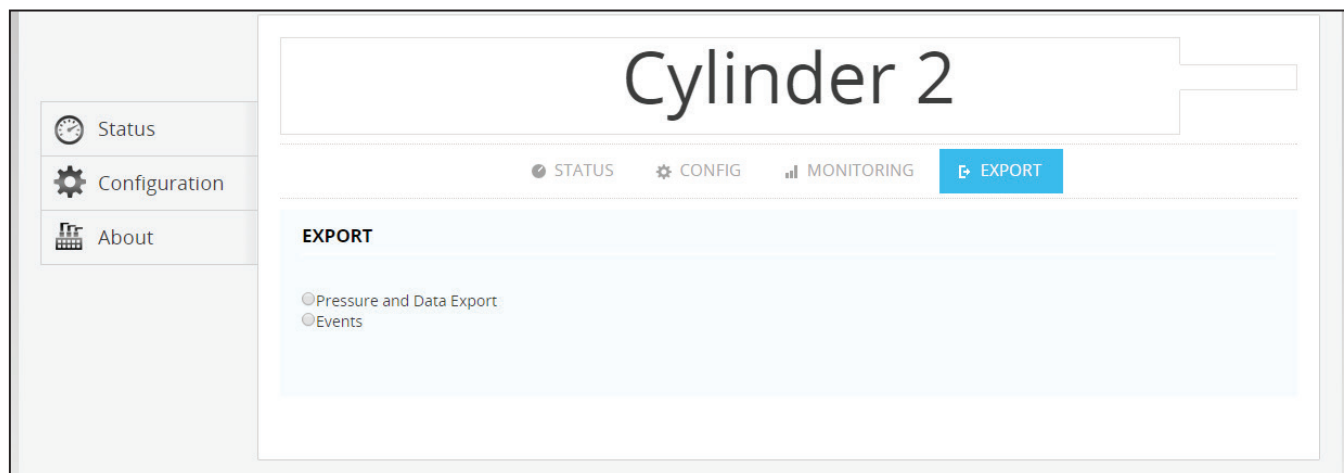 Cylinder 2
Status
Configuration
About
STATUS CONFIG MONITORING EXPORT
EXPORT
Pressure and Data Export
Events